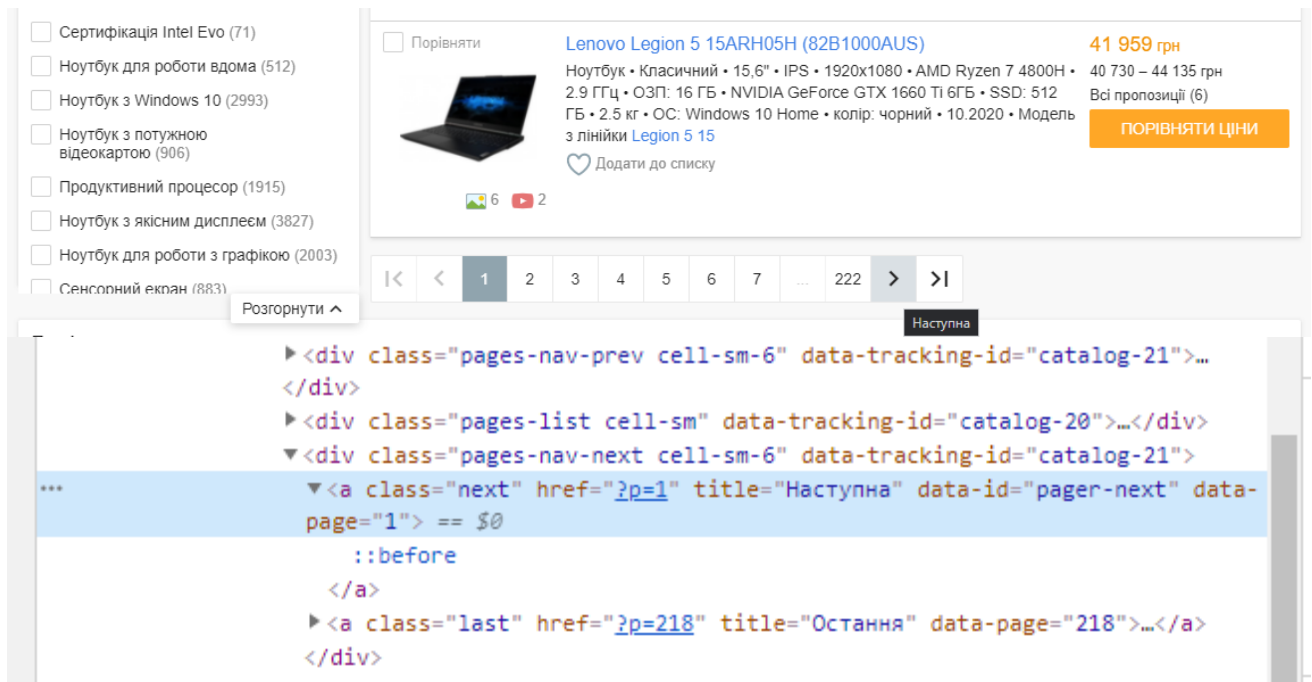 Сертифікація Intel Evo (71)
Ноутбук для роботи вдома (512)
Ноутбук з Windows 10 (2993)
Ноутбук з потужною
відеокартою (906)
Продуктивний процесор (1915)
Ноутбук з якісним дисплеєм (3827)
Ноутбук для роботи з графікою (2003)
Сенсорний екран (883)
Розгорнути
Порівняти
Lenovo Legion 5 15ARH05H (82B1000AUS)
Ноутбук • Класичний • 15,6" • IPS • 1920x1080 • AMD Ryzen 7 4800H •
2.9 ГГц • ОЗП: 16 ГБ • NVIDIA GeForce GTX 1660 Ti 6ГБ • SSD: 512
ГБ • 2.5 кг • ОС: Windows 10 Home • колір: чорний • 10.2020 • Модель
з лінійки Legion 5 15
Додати до списку
6 2
41 959 грн
40 730 – 44 135 грн
Всі пропозиції (6)
ПОРІВНЯТИ ЦІНИ
1 2 3 4 5 6 7 ... 222
Наступна
<div class="pages-nav-prev cell-sm-6" data-tracking-id="catalog-21">…
</div>
<div class="pages-list cell-sm" data-tracking-id="catalog-20">…</div>
<div class="pages-nav-next cell-sm-6" data-tracking-id="catalog-21">
<a class="next" href="?p=1" title="Наступна" data-id="pager-next" data-
page="1"> == $0
::before
</a>
<a class="last" href="?p=218" title="Остання" data-page="218">…</a>
</div>